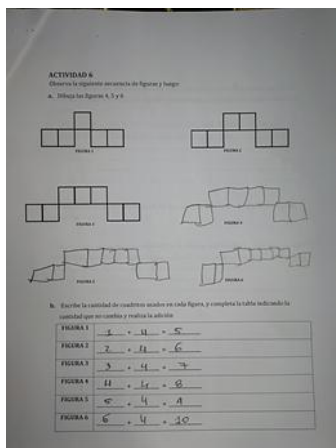 ACTIVIDAD 6
Observa la siguiente secuencia de figuras y luego
a. Dibuja las figuras 4, 5 y 6
FIGURA 1
FIGURA 2
FIGURA 3
FIGURA 4
FIGURA 5
FIGURA 6
b. Escribe la cantidad de cuadritos usados en cada figura, y completa la tabla indicando la
cantidad que no cambia y realiza la adición
FIGURA 1 1 + 4 = 5
FIGURA 2 2 + 4 = 6
FIGURA 3 3 + 4 = 7
FIGURA 4 4 + 4 = 8
FIGURA 5 5 + 4 = 9
FIGURA 6 6 + 4 = 10